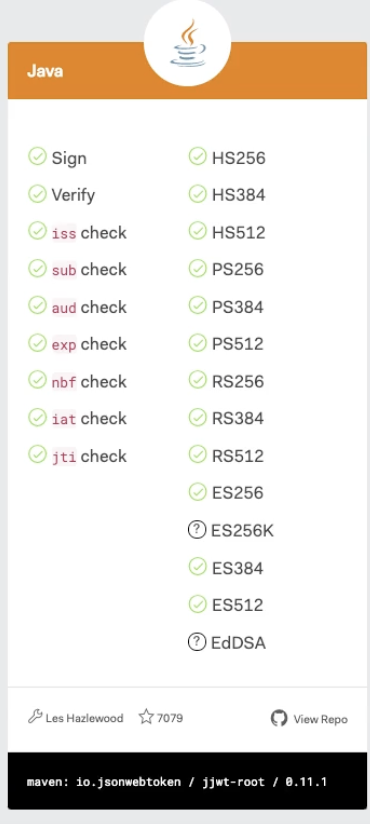 Java
Sign
Verify
iss check
sub check
aud check
exp check
nbf check
iat check
jti check
HS256
HS384
HS512
PS256
PS384
PS512
RS256
RS384
RS512
ES256
? ES256K
ES384
ES512
? EdDSA
Les Hazlewood 7079 View Repo
maven: io.jsonwebtoken / jjwt-root / 0.11.1